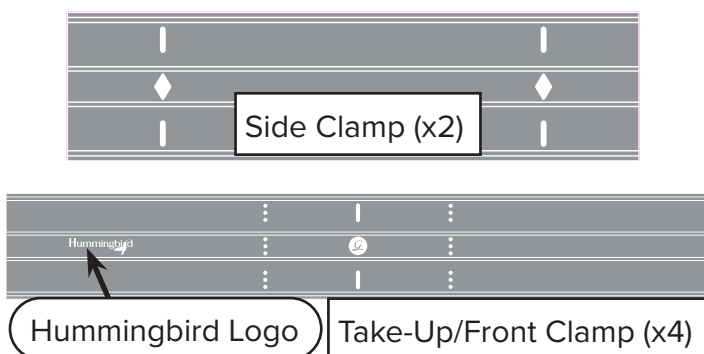 Side Clamp (x2)
Hummingbird
G
Hummingbird Logo
Take-Up/Front Clamp (x4)